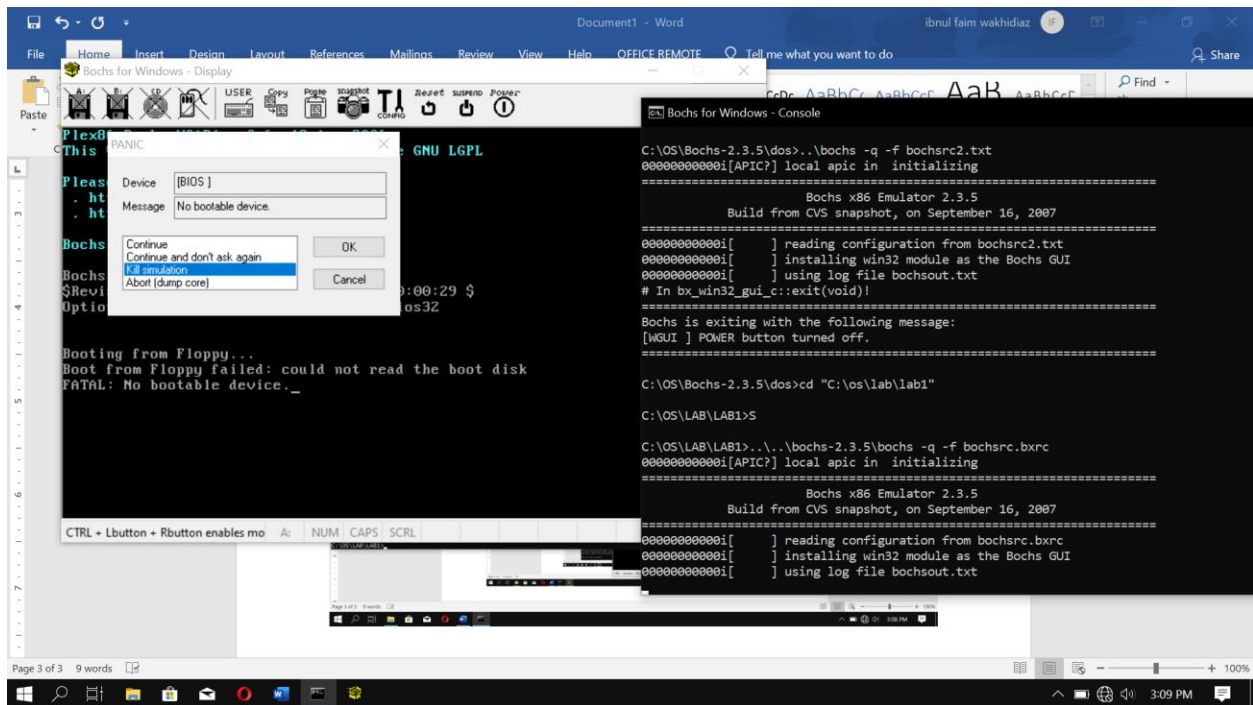 Document1 - Word
ibnul faim wakhidiaz
IF
File Home Insert Design Layout References Mailings Review View Help OFFICE REMOTE Tell me what you want to do
Share
Paste
Find
AaBbCc AaB
Bochs for Windows - Display
USER Copy Paste snapshot CONFIG Reset SUSPEND Power
This
: GNU LGPL
Bochs
Bochs
$Revi
:00:29 $
Optio
os32
Booting from Floppy...
Boot from Floppy failed: could not read the boot disk
FATAL: No bootable device._
CTRL + Lbutton + Rbutton enables mo A: NUM CAPS SCRL
PANIC
Device [BIOS ]
Message No bootable device.
Continue
Continue and don't ask again
Kill simulation
Abort (dump core)
OK
Cancel
Bochs for Windows - Console
C:\OS\Bochs-2.3.5\dos>..\bochs -q -f bochsrc2.txt
00000000000i[APIC?] local apic in initializing
========================================================================
Bochs x86 Emulator 2.3.5
Build from CVS snapshot, on September 16, 2007
========================================================================
00000000000i[ ] reading configuration from bochsrc2.txt
00000000000i[ ] installing win32 module as the Bochs GUI
00000000000i[ ] using log file bochsout.txt
# In bx_win32_gui_c::exit(void)!
========================================================================
Bochs is exiting with the following message:
[WGUI ] POWER button turned off.
========================================================================
C:\OS\Bochs-2.3.5\dos>cd "C:\os\lab\lab1"
C:\OS\LAB\LAB1>S
C:\OS\LAB\LAB1>..\..\bochs-2.3.5\bochs -q -f bochsrc.bxrc
00000000000i[APIC?] local apic in initializing
========================================================================
Bochs x86 Emulator 2.3.5
Build from CVS snapshot, on September 16, 2007
========================================================================
00000000000i[ ] reading configuration from bochsrc.bxrc
00000000000i[ ] installing win32 module as the Bochs GUI
00000000000i[ ] using log file bochsout.txt
Page 3 of 3 9 words
100%
3:09 PM